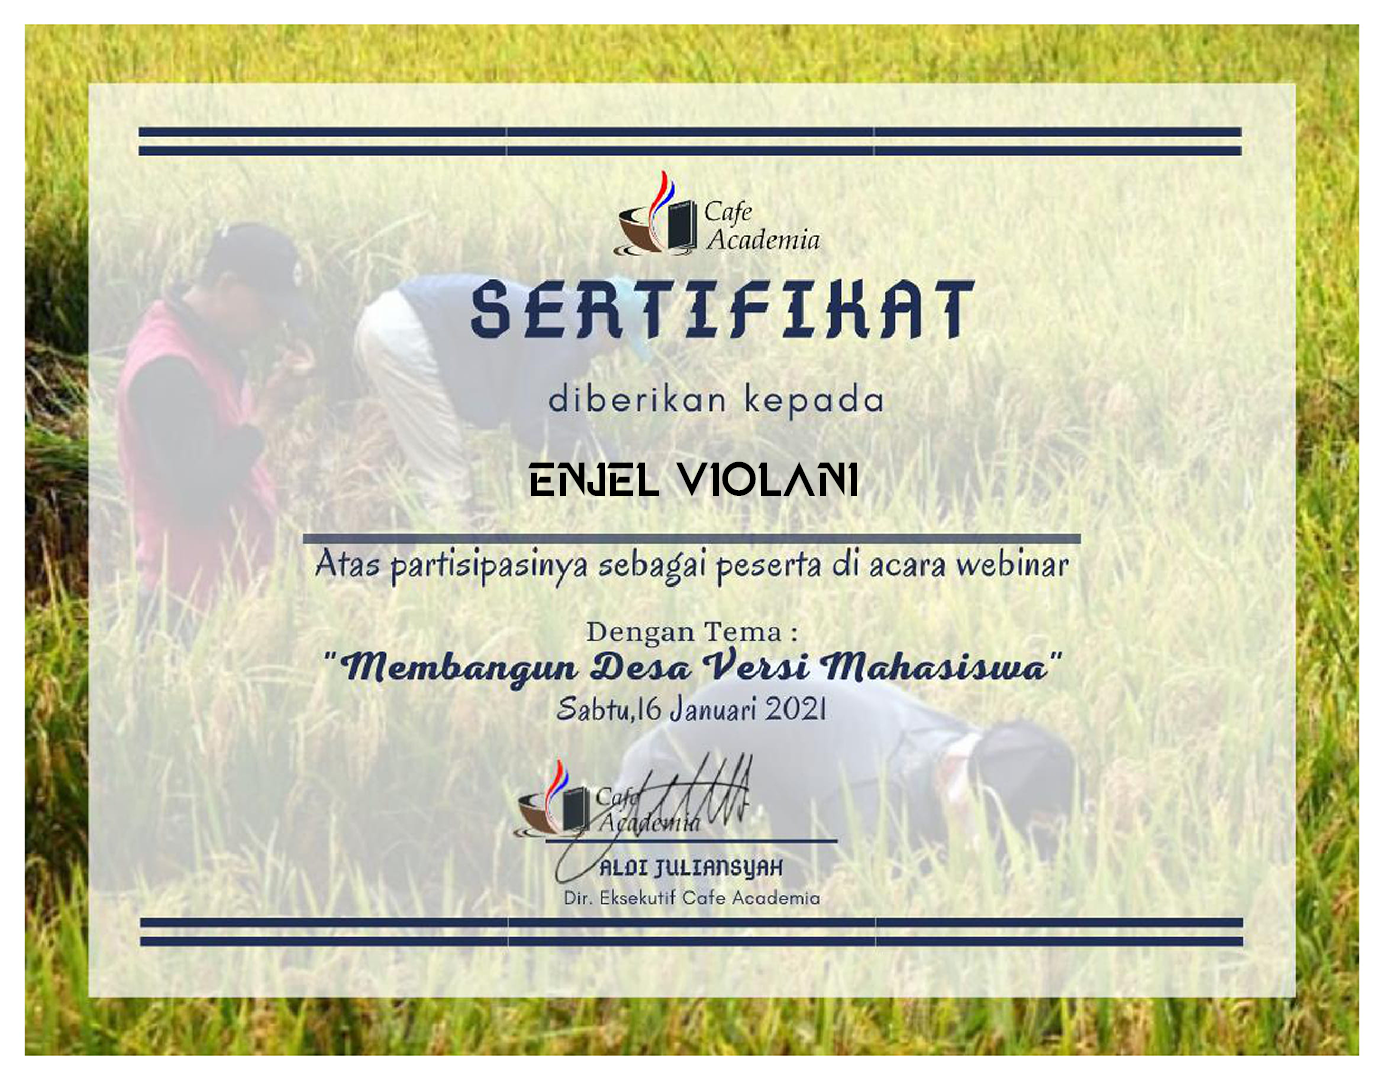 Cafe
Academia
SERTIFIKAT
diberikan kepada
ENJEL VIOLANI
Atas partisipasinya sebagai peserta di acara webinar
Dengan Tema :
"Membangun Desa Versi Mahasiswa"
Sabtu,16 Januari 2021
Cafe
Academia
ALDI JULIANSYAH
Dir. Eksekutif Cafe Academia